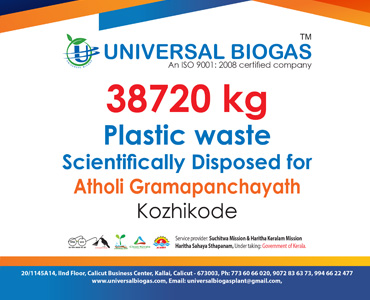 UNIVERSAL BIOGAS TM
An ISO 9001: 2008 certified company
38720 kg
Plastic waste
Scientifically Disposed for
Atholi Gramapanchayath
Kozhikode
Service provider: Suchitwa Mission & Haritha Keralam Mission
Haritha Sahaya Sthapanam, Under taking: Government of Kerala.
20/1145A14, IInd Floor, Calicut Business Center, Kallai, Calicut - 673003, Ph: 773 60 66 020, 9072 83 63 73, 994 66 22 477
www.universalbiogas.com, Email: universalbiogasplant@gmail.com,